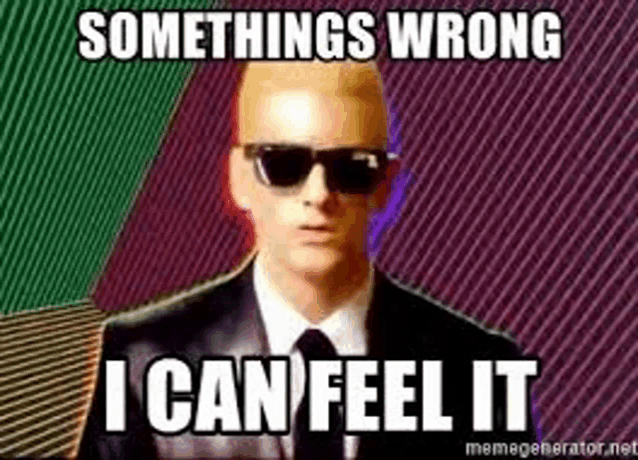 SOMETHINGS WRONG
I CAN FEEL IT
memegenerator.net